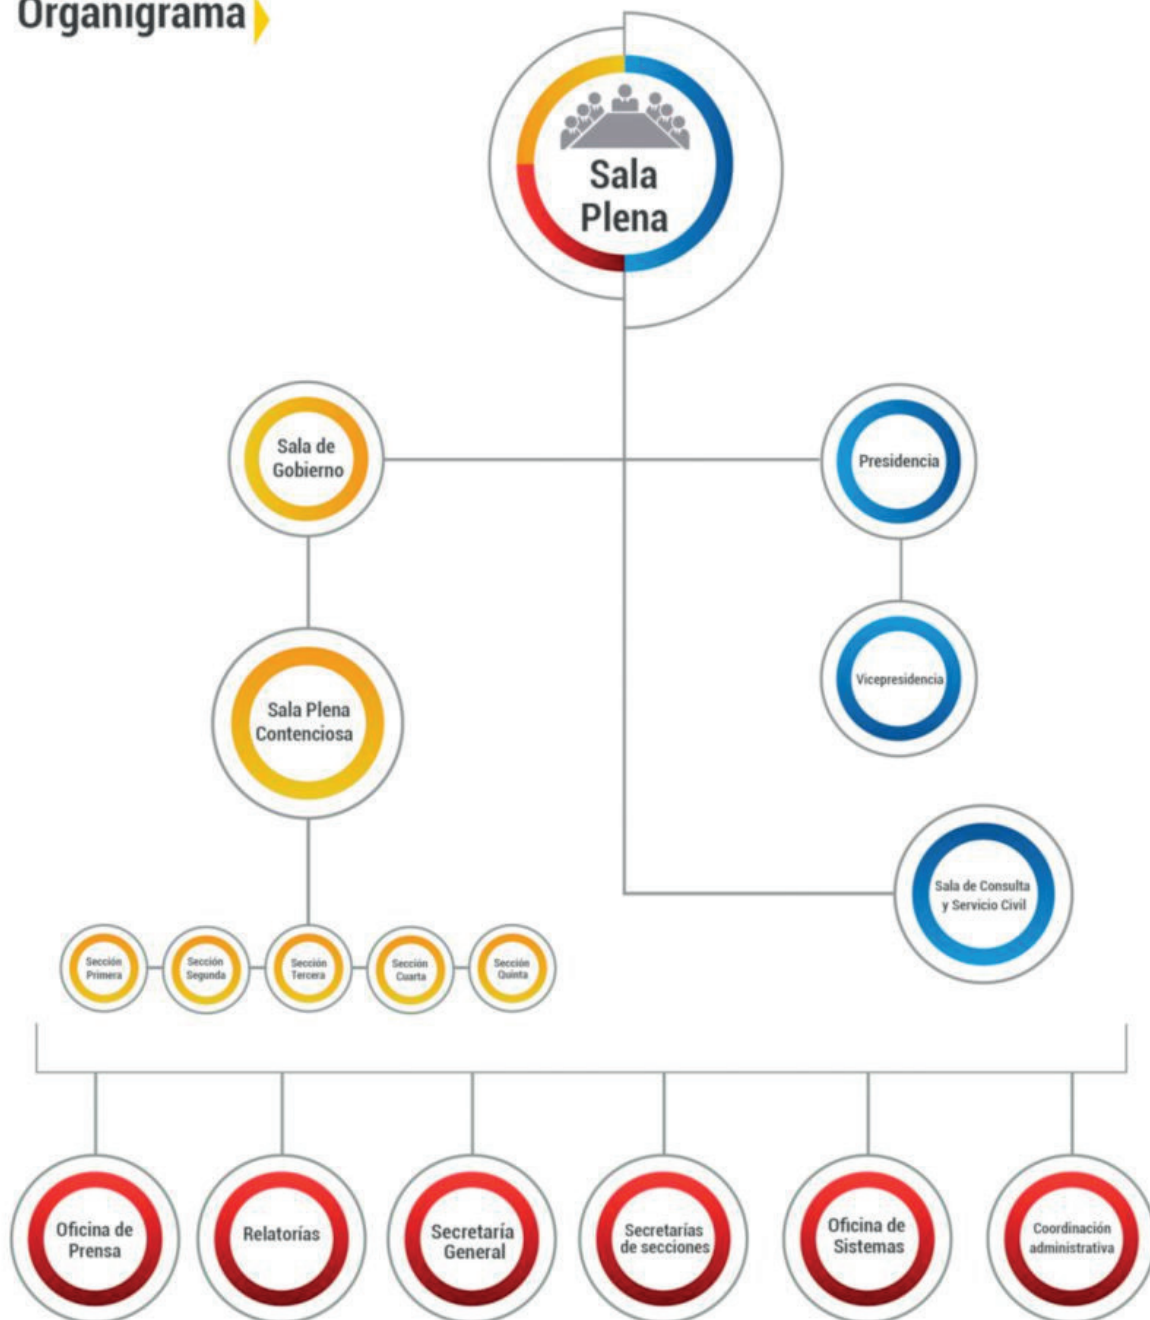 Organigrama
Sala
Plena
Sala de
Gobierno
Presidencia
Vicepresidencia
Sala Plena
Contenciosa
Sala de Consulta
y Servicio Civil
Sección
Primera
Sección
Segunda
Sección
Tercera
Sección
Cuarta
Sección
Quinta
Oficina de
Prensa
Relatorías
Secretaría
General
Secretarías
de secciones
Oficina de
Sistemas
Coordinación
administrativa